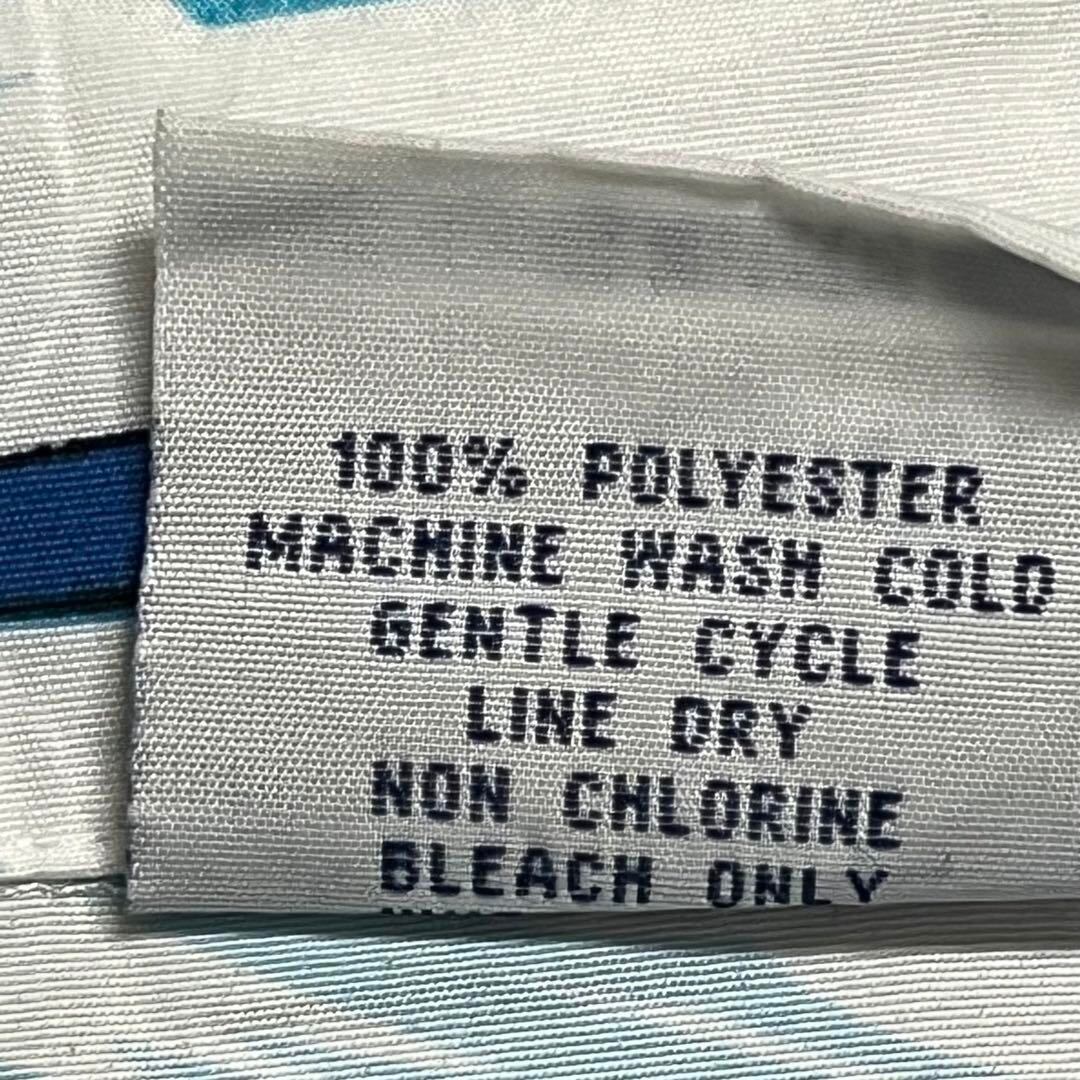 100% POLYESTER
MACHINE WASH COLD
GENTLE CYCLE
LINE DRY
NON CHLORINE
BLEACH ONLY